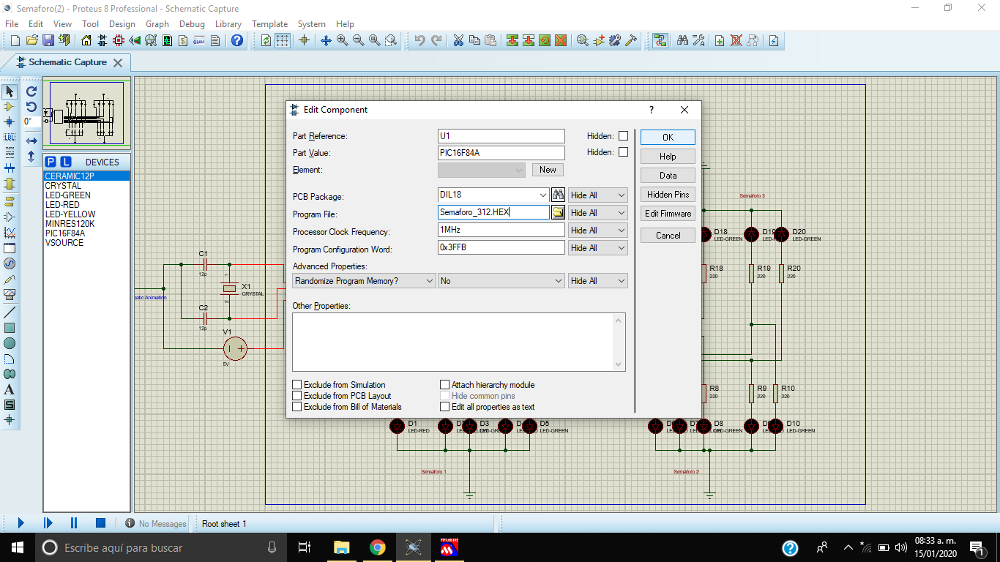 Semaforo(2) - Proteus 8 Professional - Schematic Capture
File Edit View Tool Design Graph Debug Library Template System Help
Schematic Capture
0°
LBL
P L DEVICES
CERAMIC12P
CRYSTAL
LED-GREEN
LED-RED
LED-YELLOW
MINRES120K
PIC16F84A
VSOURCE
Edit Component
Part Reference: U1 Hidden:
Part Value: PIC16F84A Hidden:
Element: New
PCB Package: DIL18 Hide All
Program File: Semaforo_312.HEX Hide All
Processor Clock Frequency: 1MHz Hide All
Program Configuration Word: 0x3FFB Hide All
Advanced Properties:
Randomize Program Memory? No Hide All
Other Properties:
Exclude from Simulation
Exclude from PCB Layout
Exclude from Bill of Materials
Attach hierarchy module
Hide common pins
Edit all properties as text
OK
Help
Data
Hidden Pins
Edit Firmware
Cancel
C1
12p
X1
CRYSTAL
C2
12p
V1
5V
Animation
Semaforo 3
D18 D20
LED-GREEN LED-GREEN
R18 R19 R20
220 220 220
R8 R9 R10
220 220 220
D1 D3 D5
LED-RED LED-GREEN
D8 D10
LED-GREEN
Semaforo 1 Semaforo 2
No Messages Root sheet 1
Escribe aquí para buscar
MPLAB IDE
08:33 a. m.
15/01/2020
1